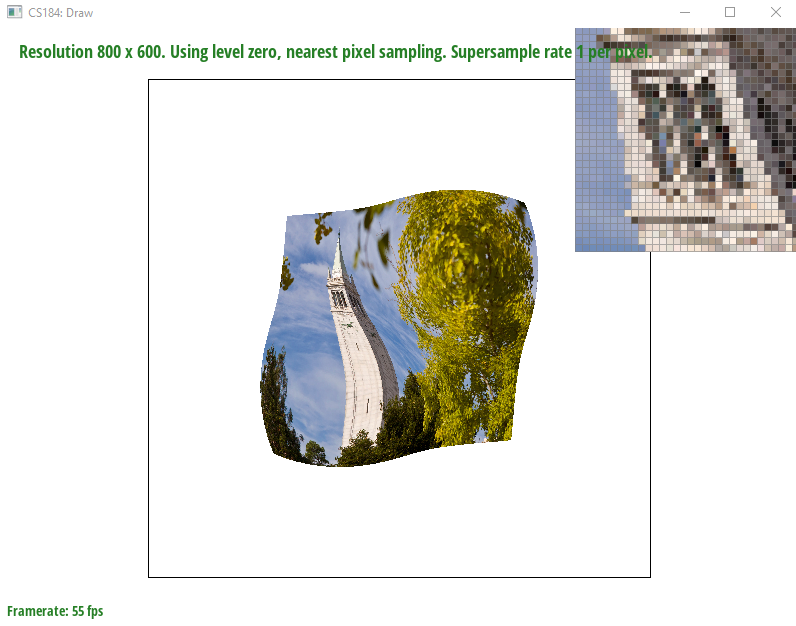 CS184: Draw
Resolution 800 x 600. Using level zero, nearest pixel sampling. Supersample rate 1 per pixel.
Framerate: 55 fps